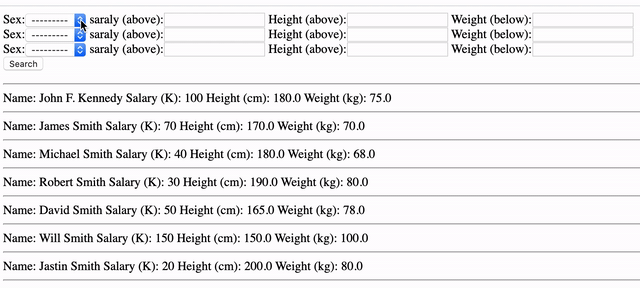 Sex: --------- saraly (above): Height (above): Weight (below):
Sex: --------- saraly (above): Height (above): Weight (below):
Sex: --------- saraly (above): Height (above): Weight (below):
Search
Name: John F. Kennedy Salary (K): 100 Height (cm): 180.0 Weight (kg): 75.0
Name: James Smith Salary (K): 70 Height (cm): 170.0 Weight (kg): 70.0
Name: Michael Smith Salary (K): 40 Height (cm): 180.0 Weight (kg): 68.0
Name: Robert Smith Salary (K): 30 Height (cm): 190.0 Weight (kg): 80.0
Name: David Smith Salary (K): 50 Height (cm): 165.0 Weight (kg): 78.0
Name: Will Smith Salary (K): 150 Height (cm): 150.0 Weight (kg): 100.0
Name: Jastin Smith Salary (K): 20 Height (cm): 200.0 Weight (kg): 80.0